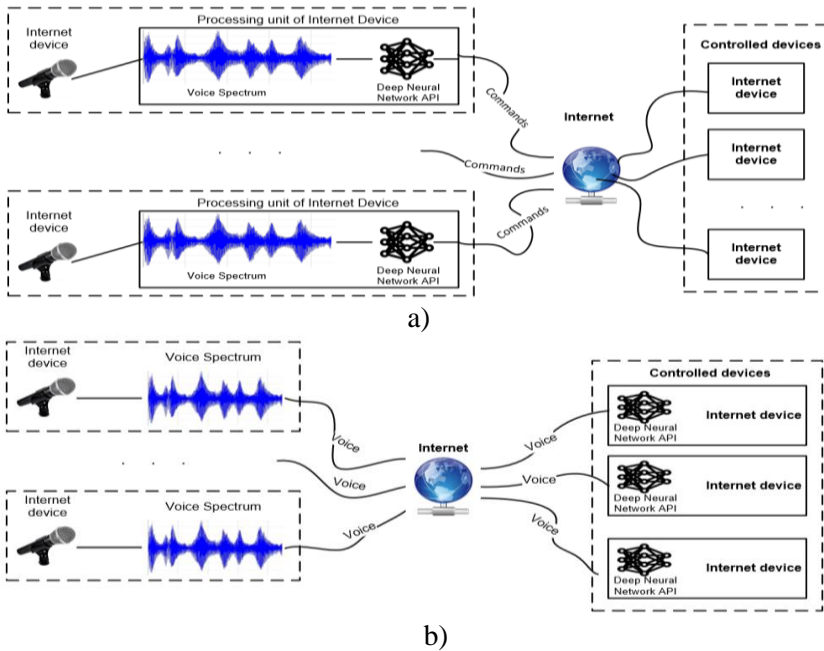 Processing unit of Internet Device
Internet
device
Voice Spectrum
Deep Neural
Network API
Commands
Controlled devices
Internet
device
Internet
. . .
Commands
Internet
device
. . .
Processing unit of Internet Device
Internet
device
Voice Spectrum
Deep Neural
Network API
Commands
Internet
device
a)
Internet
device
Voice Spectrum
Voice
Internet
Voice
Controlled devices
Deep Neural
Network API
Internet device
. . .
Voice
Voice
Deep Neural
Network API
Internet device
Internet
device
Voice Spectrum
Voice
Voice
Deep Neural
Network API
Internet device
b)